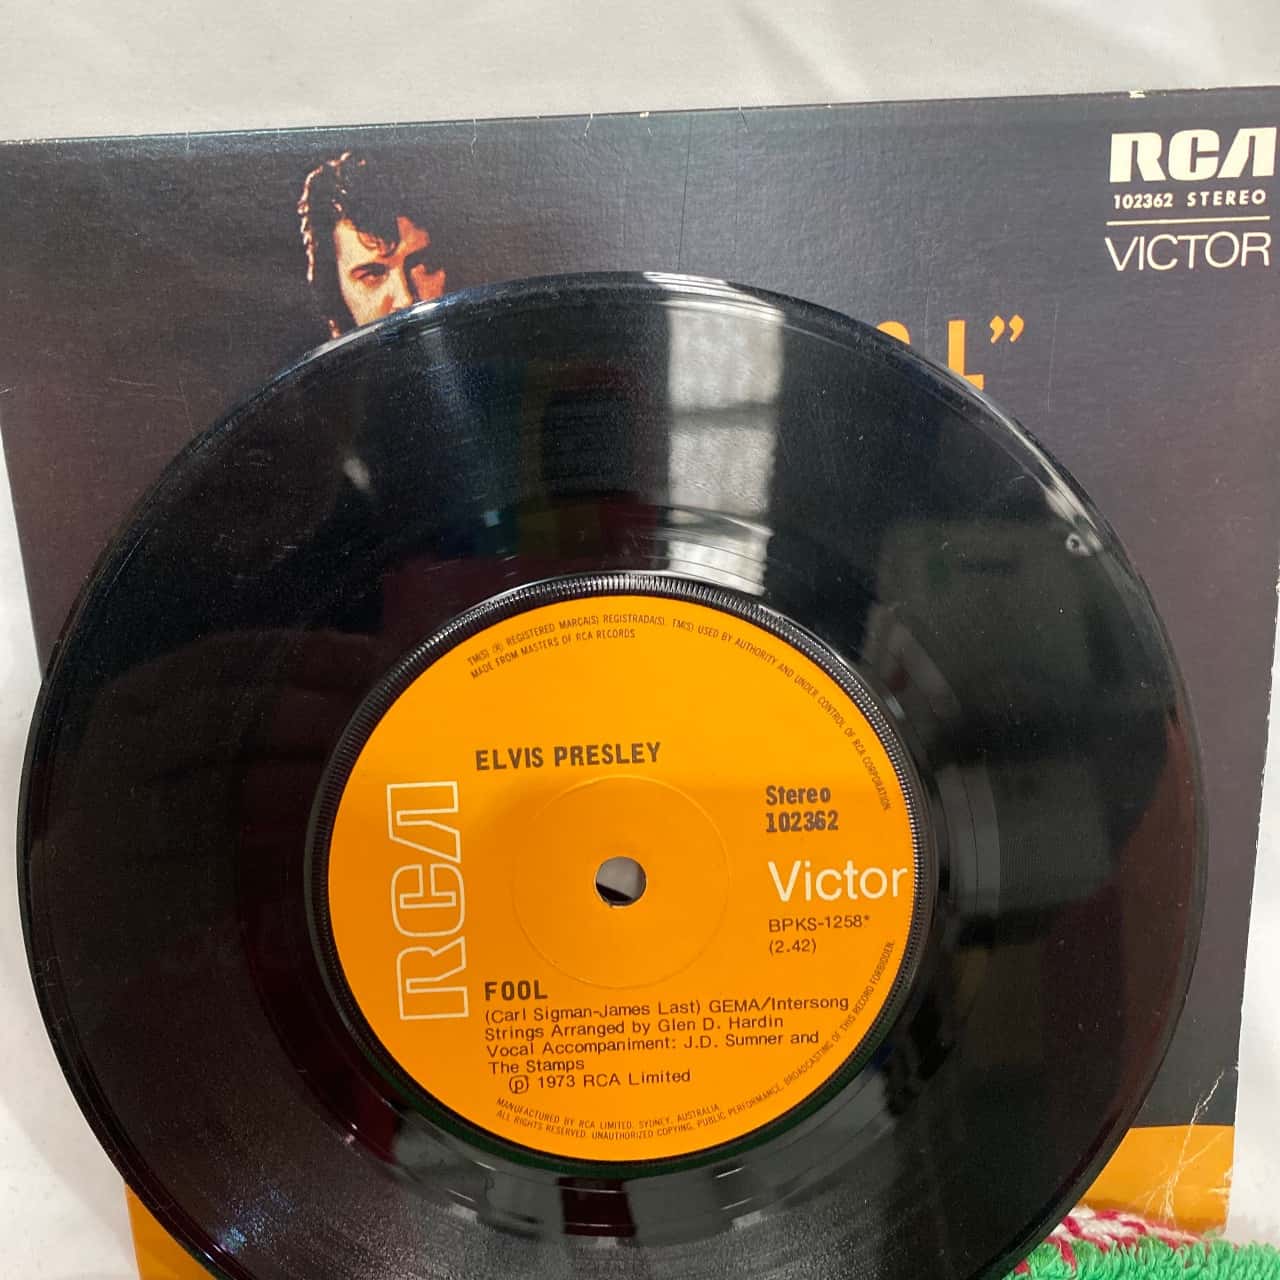 RCA
102362 STEREO
VICTOR
L”
TM(S) ® REGISTERED MARCA(S) REGISTRADA(S). TM(S) USED BY AUTHORITY AND UNDER CONTROL OF RCA CORPORATION.
MADE FROM MASTERS OF RCA RECORDS
ELVIS PRESLEY
Stereo
102362
RCA
Victor
BPKS-1258*
(2.42)
FOOL
(Carl Sigman-James Last) GEMA/Intersong
Strings Arranged by Glen D. Hardin
Vocal Accompaniment: J.D. Sumner and
The Stamps
℗ 1973 RCA Limited
MANUFACTURED BY RCA LIMITED. SYDNEY, AUSTRALIA
ALL RIGHTS RESERVED. UNAUTHORIZED COPYING, PUBLIC PERFORMANCE, BROADCASTING OF THIS RECORD FORBIDDEN.